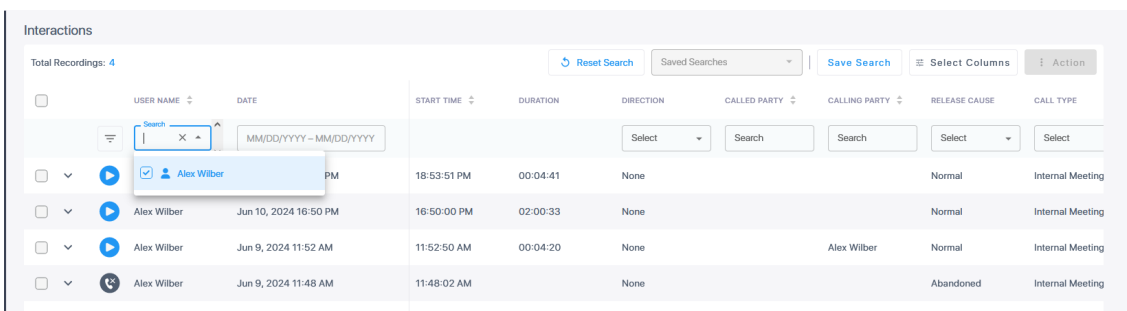 Interactions
Total Recordings: 4
Reset Search
Saved Searches
Save Search
Select Columns
Action
USER NAME DATE START TIME DURATION DIRECTION CALLED PARTY CALLING PARTY RELEASE CAUSE CALL TYPE
Search
MM/DD/YYYY – MM/DD/YYYY Select Search Search Select Select
Alex Wilber
PM 18:53:51 PM 00:04:41 None Normal Internal Meeting
Alex Wilber Jun 10, 2024 16:50 PM 16:50:00 PM 02:00:33 None Normal Internal Meeting
Alex Wilber Jun 9, 2024 11:52 AM 11:52:50 AM 00:04:20 None Alex Wilber Normal Internal Meeting
Alex Wilber Jun 9, 2024 11:48 AM 11:48:02 AM None Abandoned Internal Meeting